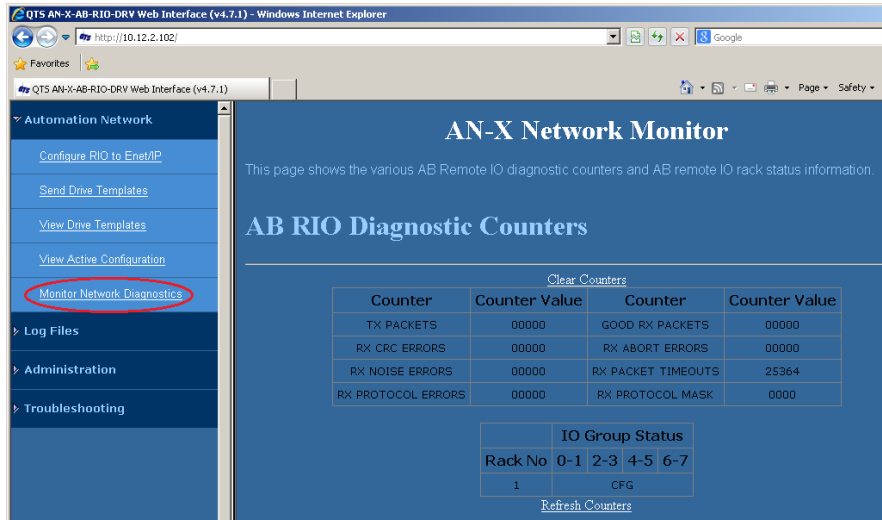 QTS AN-X-AB-RIO-DRV Web Interface (v4.7.1) - Windows Internet Explorer
http://10.12.2.102/
Google
Favorites
QTS AN-X-AB-RIO-DRV Web Interface (v4.7.1)
Page
Safety
Automation Network
Configure RIO to Enet/IP
Send Drive Templates
View Drive Templates
View Active Configuration
Monitor Network Diagnostics
Log Files
Administration
Troubleshooting
AN-X Network Monitor
This page shows the various AB Remote IO diagnostic counters and AB remote IO rack status information.
AB RIO Diagnostic Counters
Clear Counters
Counter Counter Value Counter Counter Value
TX PACKETS 00000 GOOD RX PACKETS 00000
RX CRC ERRORS 00000 RX ABORT ERRORS 00000
RX NOISE ERRORS 00000 RX PACKET TIMEOUTS 25364
RX PROTOCOL ERRORS 00000 RX PROTOCOL MASK 0000
IO Group Status
Rack No 0-1 2-3 4-5 6-7
1 CFG
Refresh Counters